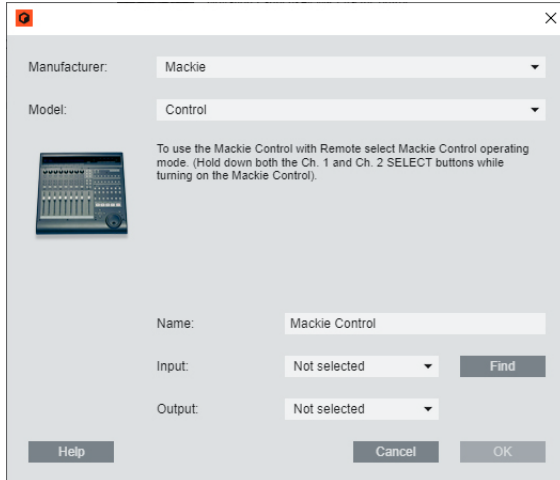 Manufacturer:
Mackie
Model:
Control
To use the Mackie Control with Remote select Mackie Control operating
mode. (Hold down both the Ch. 1 and Ch. 2 SELECT buttons while
turning on the Mackie Control).
Name:
Mackie Control
Input:
Not selected
Find
Output:
Not selected
Help
Cancel
OK